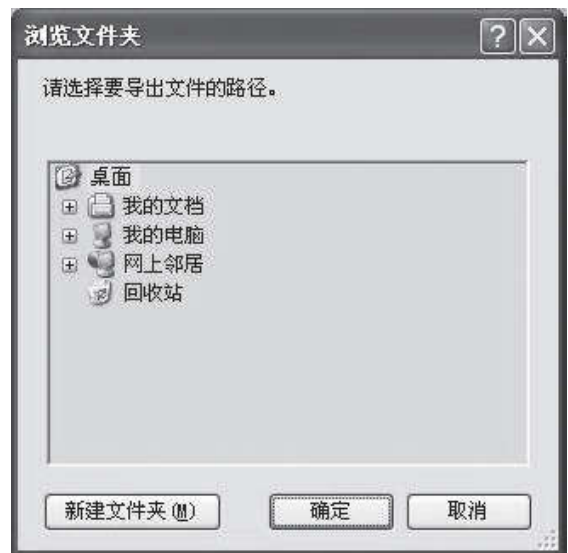 浏览文件夹
请选择要导出文件的路径。
桌面
我的文档
我的电脑
网上邻居
回收站
新建文件夹(M) 确定 取消